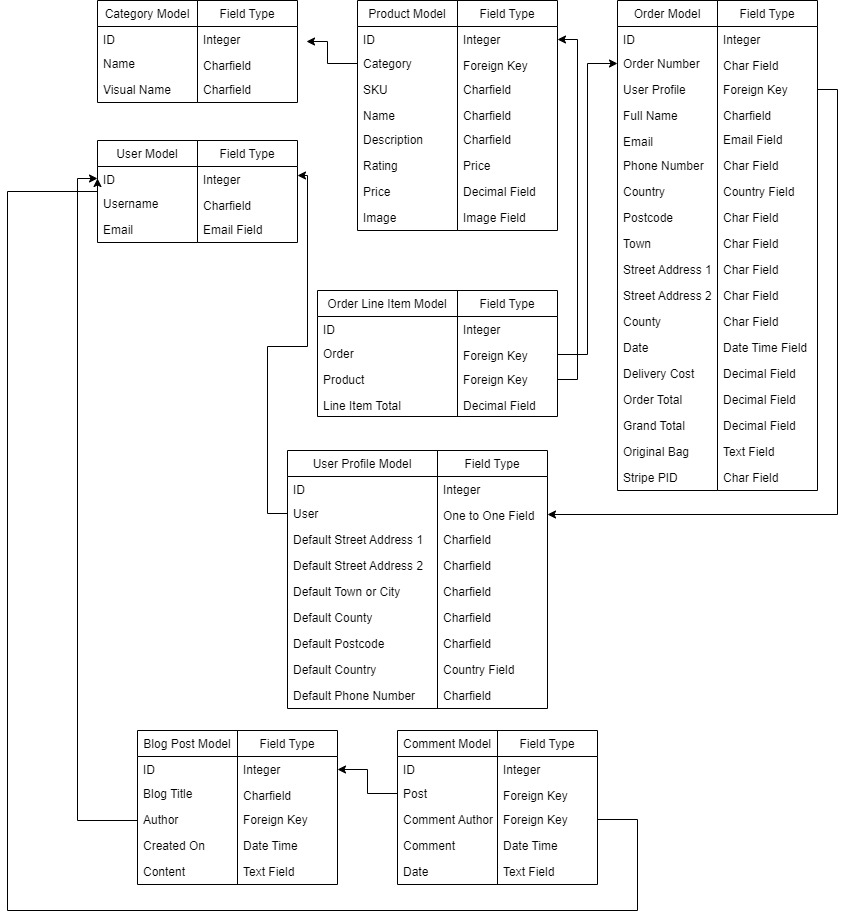 Category Model Field Type
ID Integer
Name Charfield
Visual Name Charfield
Product Model Field Type
ID Integer
Category Foreign Key
SKU Charfield
Name Charfield
Description Charfield
Rating Price
Price Decimal Field
Image Image Field
Order Model Field Type
ID Integer
Order Number Char Field
User Profile Foreign Key
Full Name Charfield
Email Email Field
Phone Number Char Field
Country Country Field
Postcode Char Field
Town Char Field
Street Address 1 Char Field
Street Address 2 Char Field
County Char Field
Date Date Time Field
Delivery Cost Decimal Field
Order Total Decimal Field
Grand Total Decimal Field
Original Bag Text Field
Stripe PID Char Field
User Model Field Type
ID Integer
Username Charfield
Email Email Field
Order Line Item Model Field Type
ID Integer
Order Foreign Key
Product Foreign Key
Line Item Total Decimal Field
User Profile Model Field Type
ID Integer
User One to One Field
Default Street Address 1 Charfield
Default Street Address 2 Charfield
Default Town or City Charfield
Default County Charfield
Default Postcode Charfield
Default Country Country Field
Default Phone Number Charfield
Blog Post Model Field Type
ID Integer
Blog Title Charfield
Author Foreign Key
Created On Date Time
Content Text Field
Comment Model Field Type
ID Integer
Post Foreign Key
Comment Author Foreign Key
Comment Date Time
Date Text Field